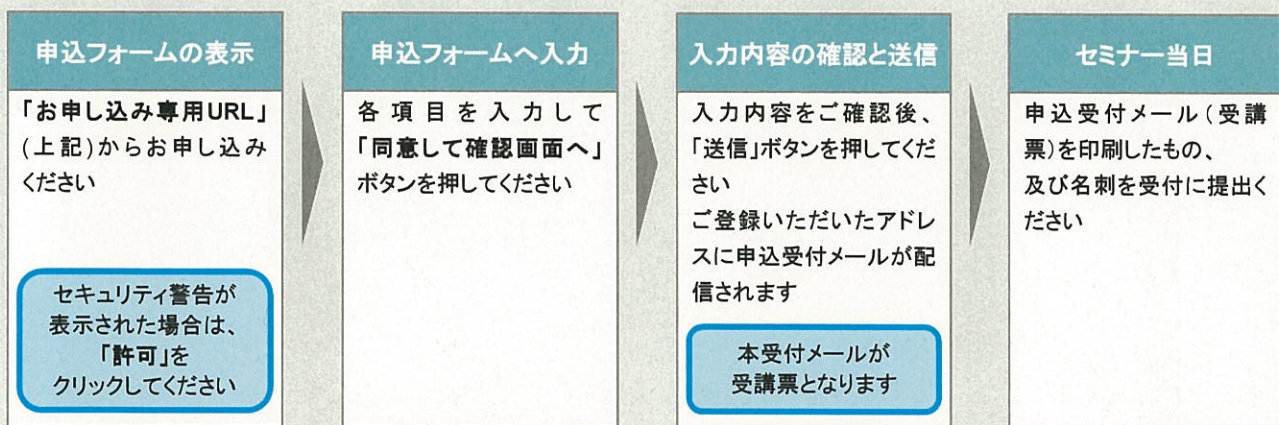 申込フォームの表示
「お申し込み専用URL」
(上記)からお申し込み
ください
セキュリティ警告が
表示された場合は、
「許可」を
クリックしてください
申込フォームへ入力
各項目を入力して
「同意して確認画面へ」
ボタンを押してください
入力内容の確認と送信
入力内容をご確認後、
「送信」ボタンを押してくだ
さい
ご登録いただいたアドレ
スに申込受付メールが配
信されます
本受付メールが
受講票となります
セミナー当日
申込受付メール(受講
票)を印刷したもの、
及び名刺を受付に提出く
ださい